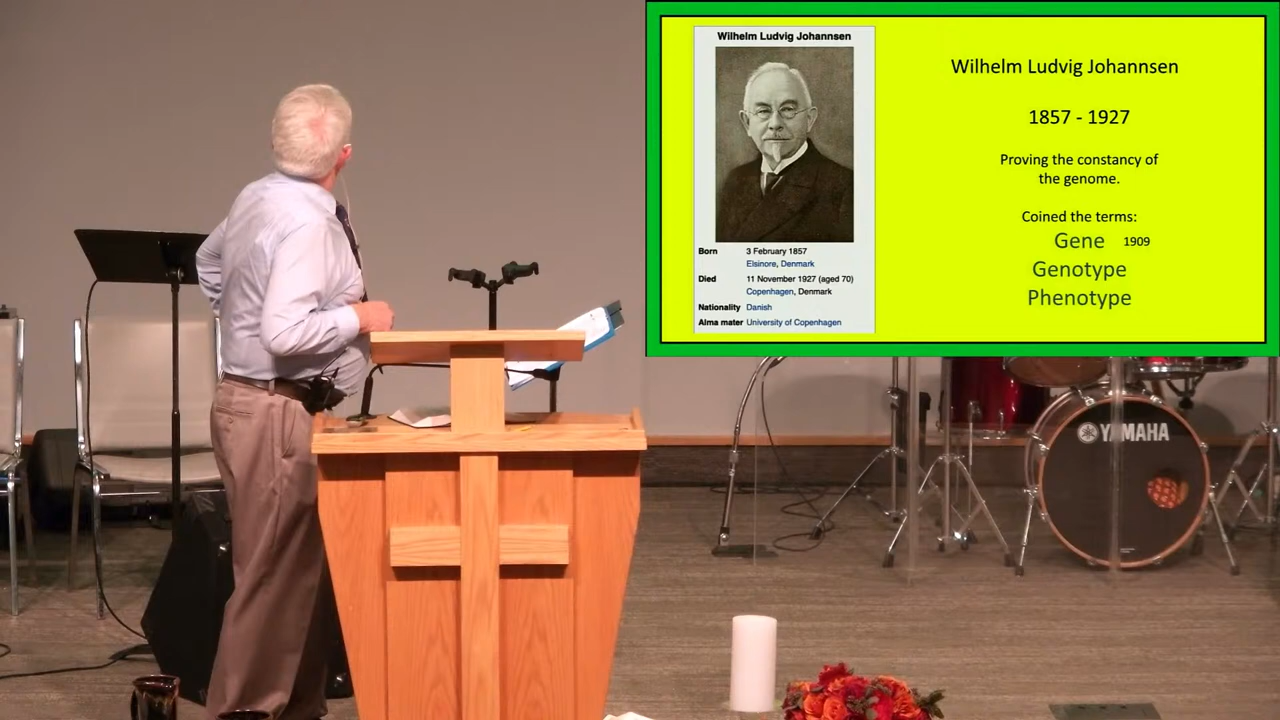 Wilhelm Ludvig Johannsen
Born 3 February 1857
Elsinore, Denmark
Died 11 November 1927 (aged 70)
Copenhagen, Denmark
Nationality Danish
Alma mater University of Copenhagen
Wilhelm Ludvig Johannsen
1857 - 1927
Proving the constancy of
the genome.
Coined the terms:
Gene 1909
Genotype
Phenotype
YAMAHA